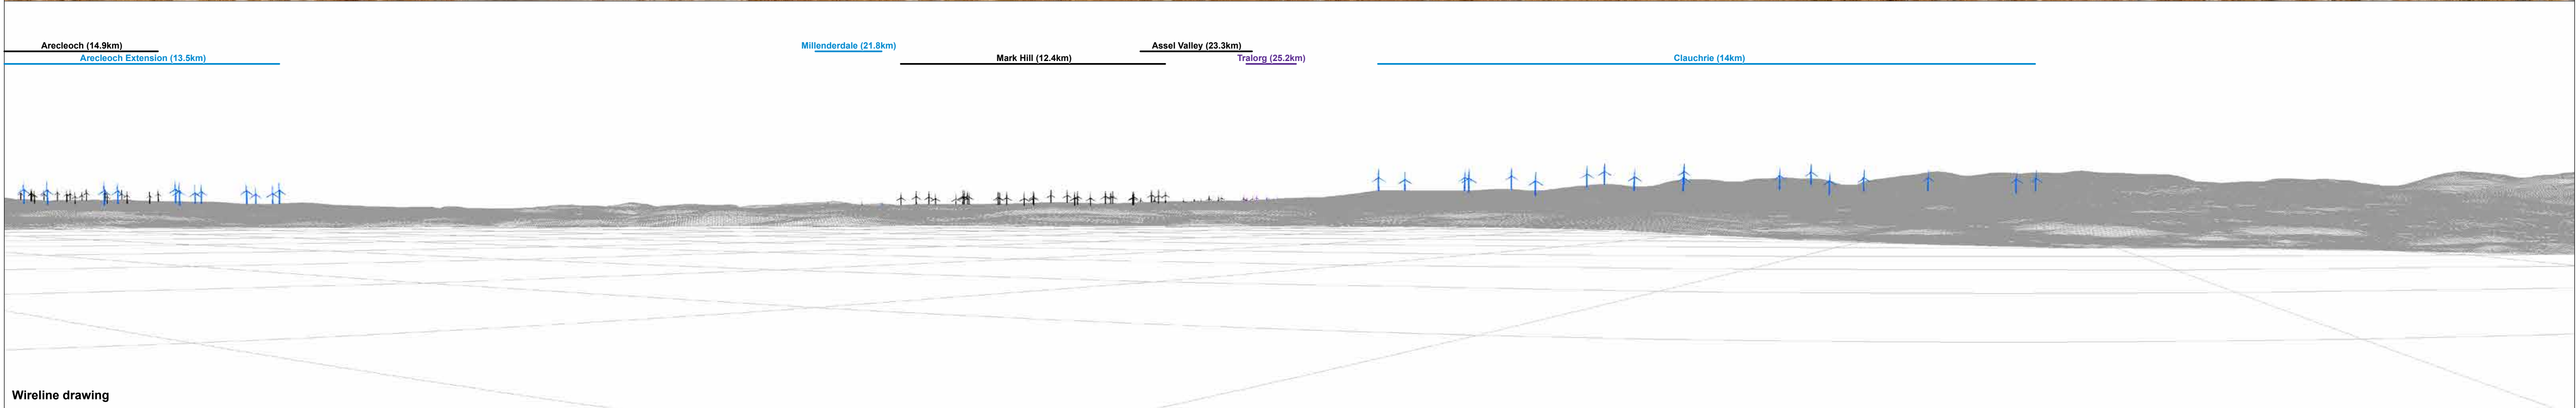 Arecleoch (14.9km)
Arecleoch Extension (13.5km)
Millenderdale (21.8km)
Mark Hill (12.4km)
Assel Valley (23.3km)
Tralorg (25.2km)
Clauchrie (14km)
Wireline drawing